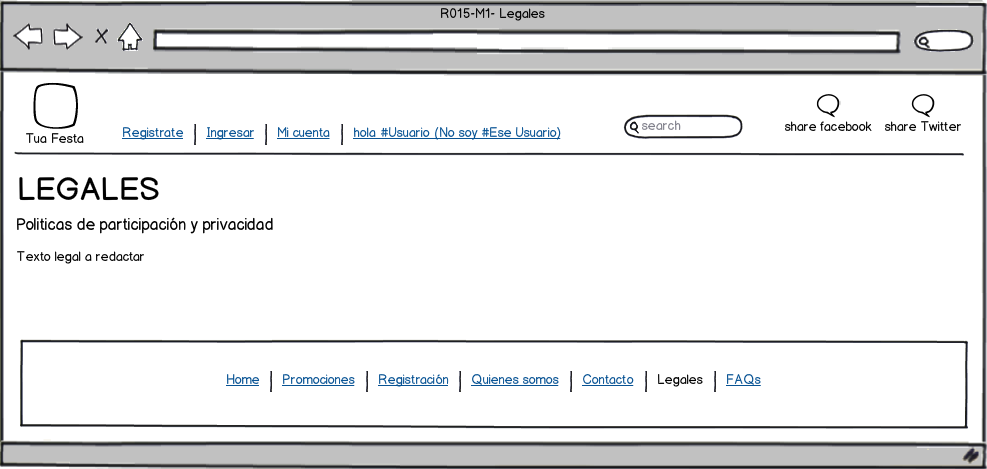 R015-M1- Legales
Tua Festa
Registrate
Ingresar
Mi cuenta
hola #Usuario (No soy #Ese Usuario)
search
share facebook
share Twitter
LEGALES
Politicas de participación y privacidad
Texto legal a redactar
Home
Promociones
Registración
Quienes somos
Contacto
Legales
FAQs